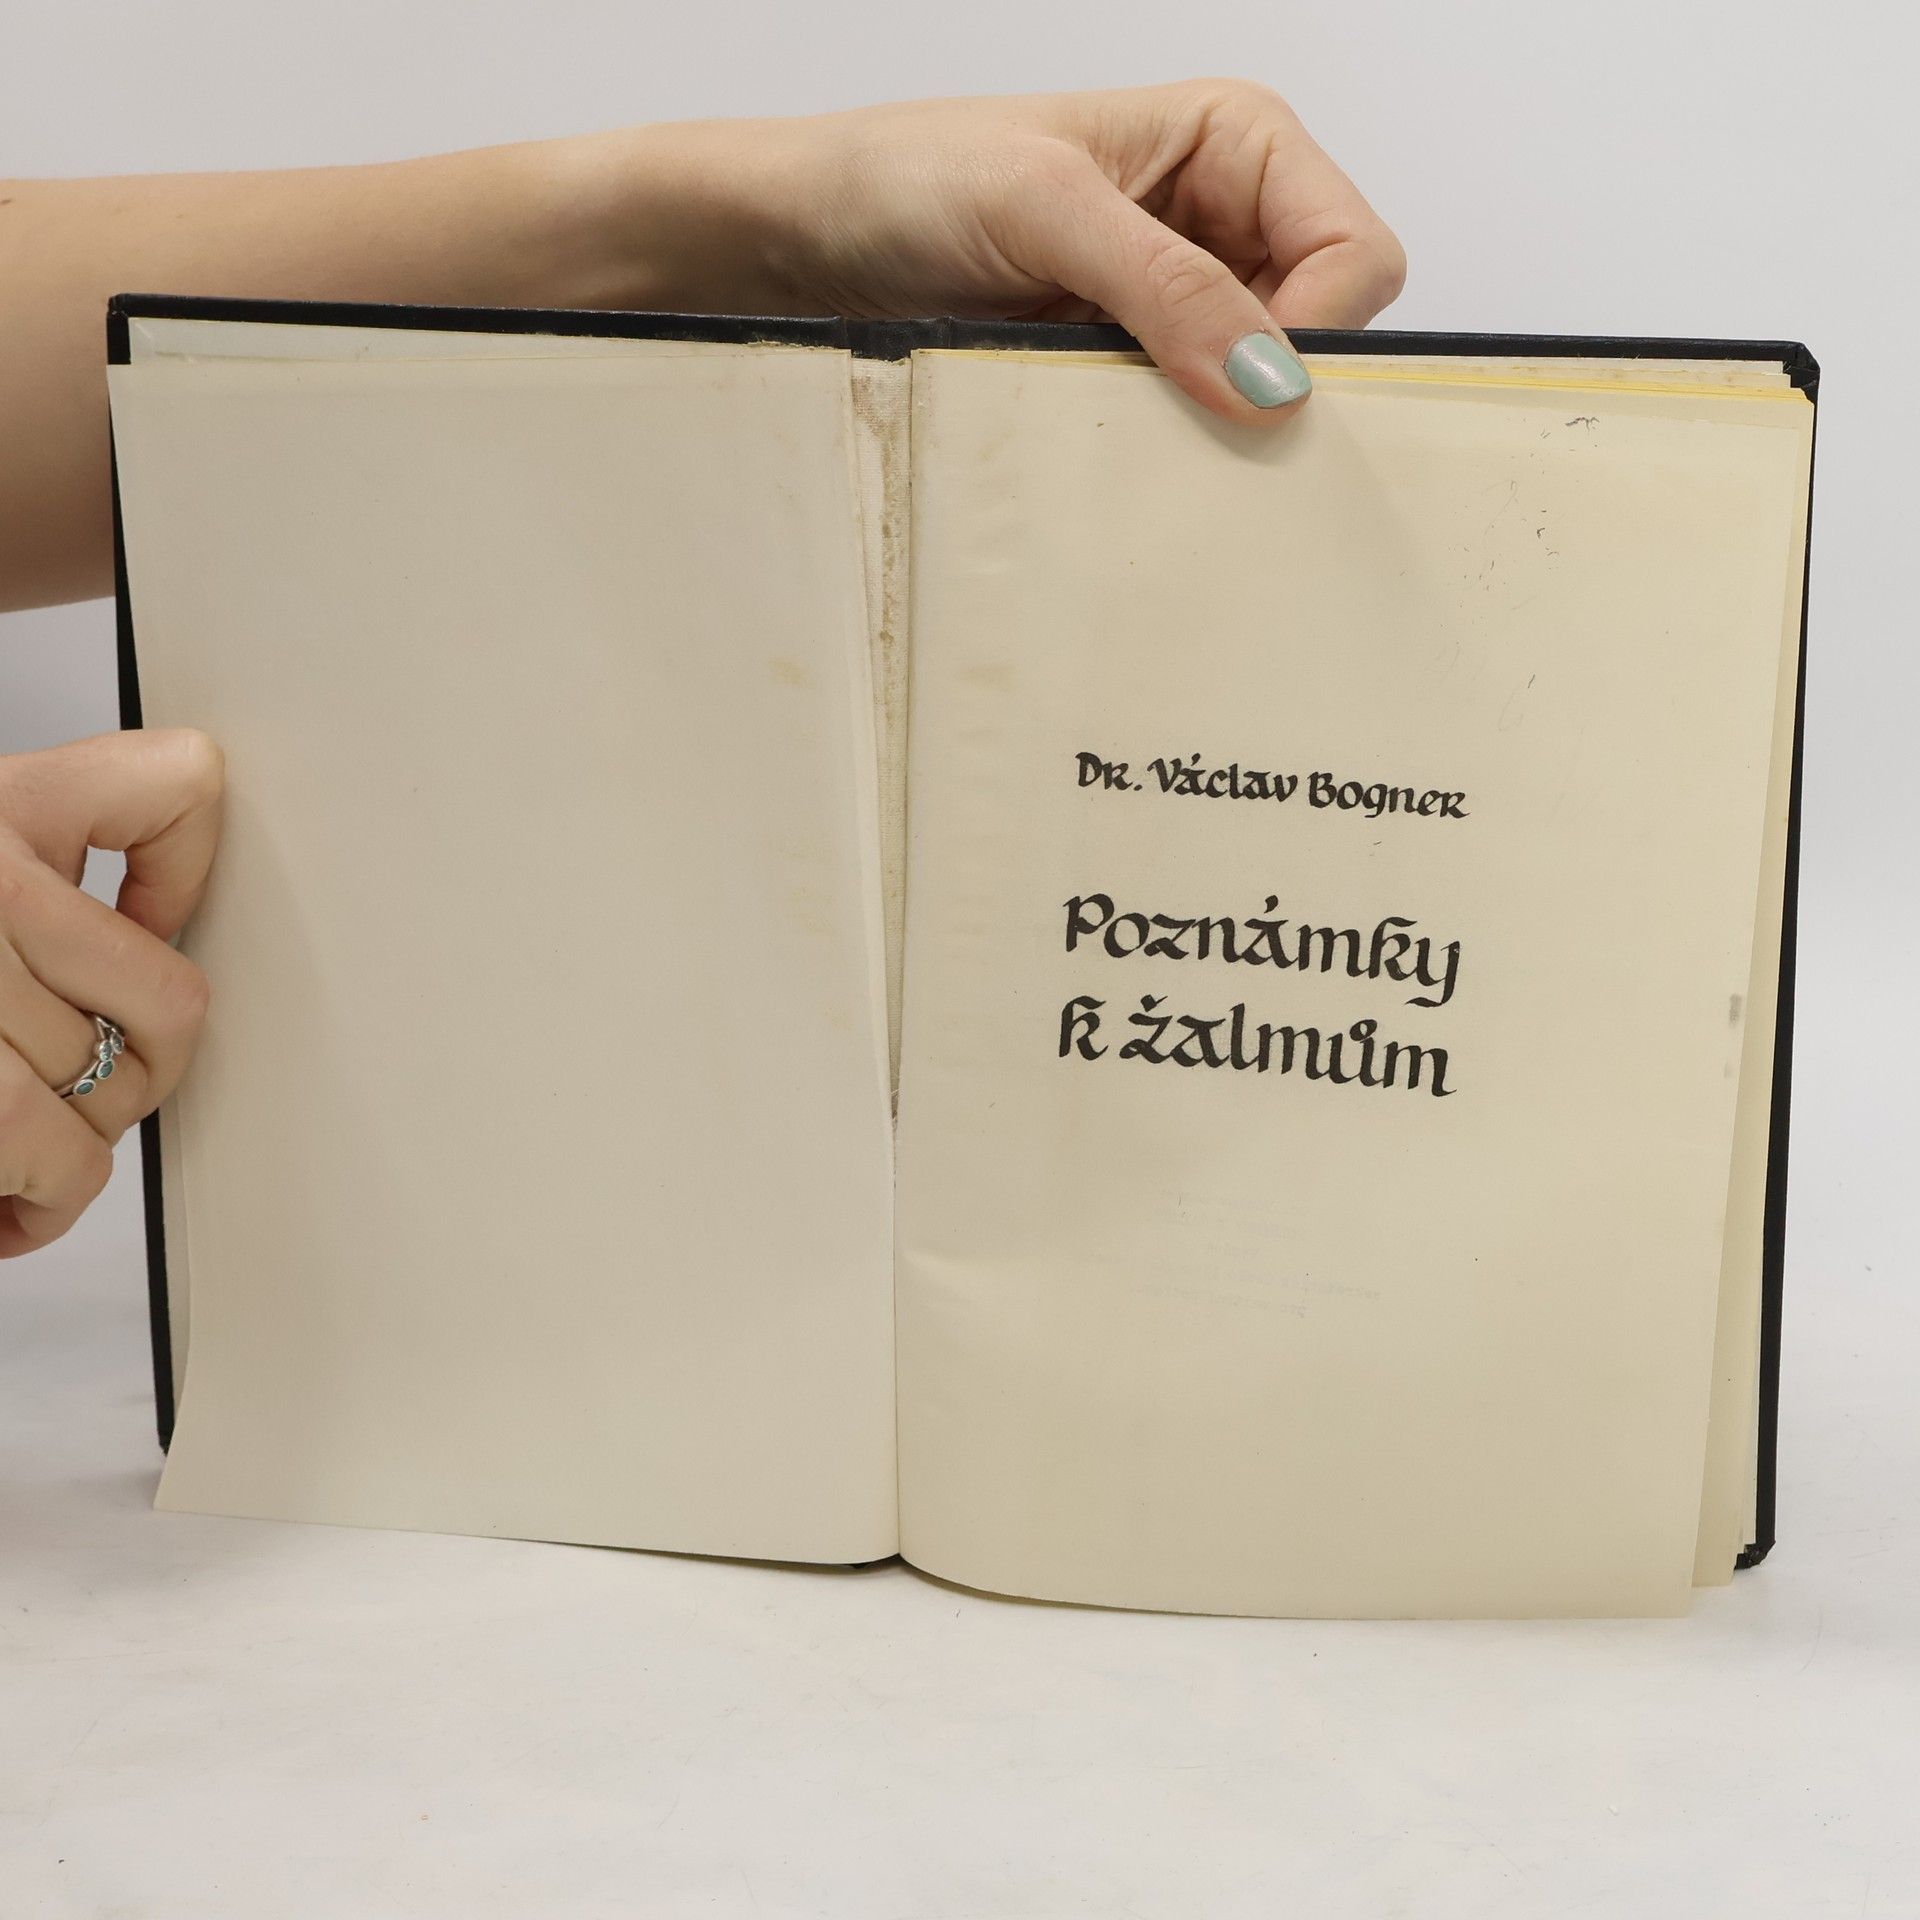 Dr. Václav Bogner
Poznámky
k žalmům